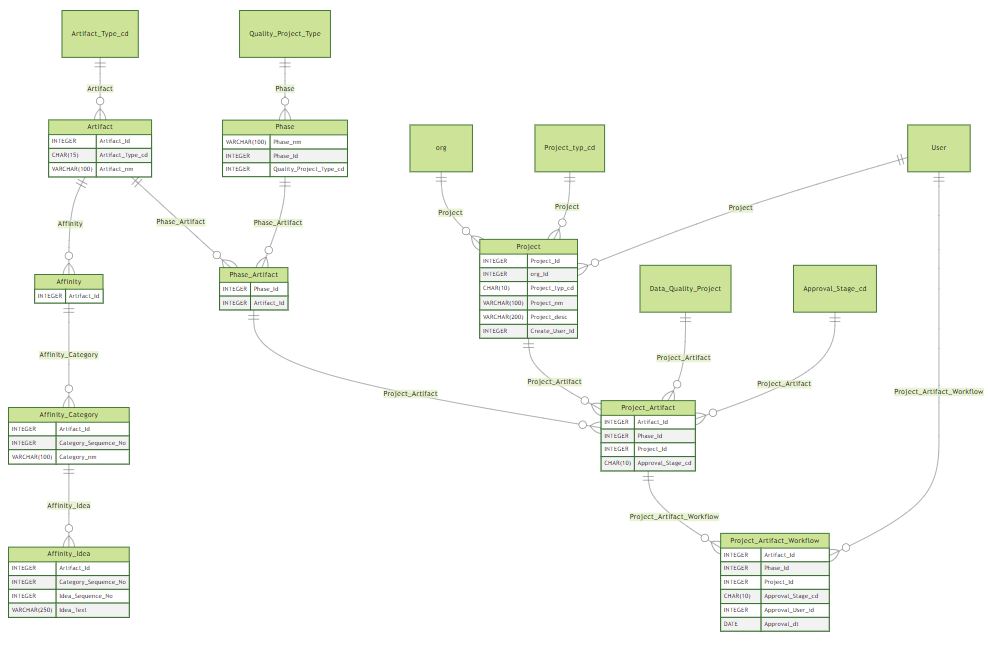 Artifact_Type_cd
Quality_Project_Type
Artifact
Phase
Artifact
INTEGER Artifact_Id
CHAR(15) Artifact_Type_cd
VARCHAR(100) Artifact_nm
Phase
VARCHAR(100) Phase_nm
INTEGER Phase_Id
INTEGER Quality_Project_Type_cd
org
Project_typ_cd
User
Affinity
Phase_Artifact
Phase_Artifact
Project
Project
Project
Project
INTEGER Project_Id
INTEGER org_Id
CHAR(10) Project_typ_cd
VARCHAR(100) Project_nm
VARCHAR(200) Project_desc
INTEGER Create_User_Id
Affinity
INTEGER Artifact_Id
Phase_Artifact
INTEGER Phase_Id
INTEGER Artifact_Id
Data_Quality_Project
Approval_Stage_cd
Affinity_Category
Project_Artifact
Project_Artifact
Project_Artifact
Project_Artifact
Project_Artifact_Workflow
Affinity_Category
INTEGER Artifact_Id
INTEGER Category_Sequence_No
VARCHAR(100) Category_nm
Project_Artifact
INTEGER Artifact_Id
INTEGER Phase_Id
INTEGER Project_Id
CHAR(10) Approval_Stage_cd
Affinity_Idea
Project_Artifact_Workflow
Affinity_Idea
INTEGER Artifact_Id
INTEGER Category_Sequence_No
INTEGER Idea_Sequence_No
VARCHAR(250) Idea_Text
Project_Artifact_Workflow
INTEGER Artifact_Id
INTEGER Phase_Id
INTEGER Project_Id
CHAR(10) Approval_Stage_cd
INTEGER Approval_User_Id
DATE Approval_dt